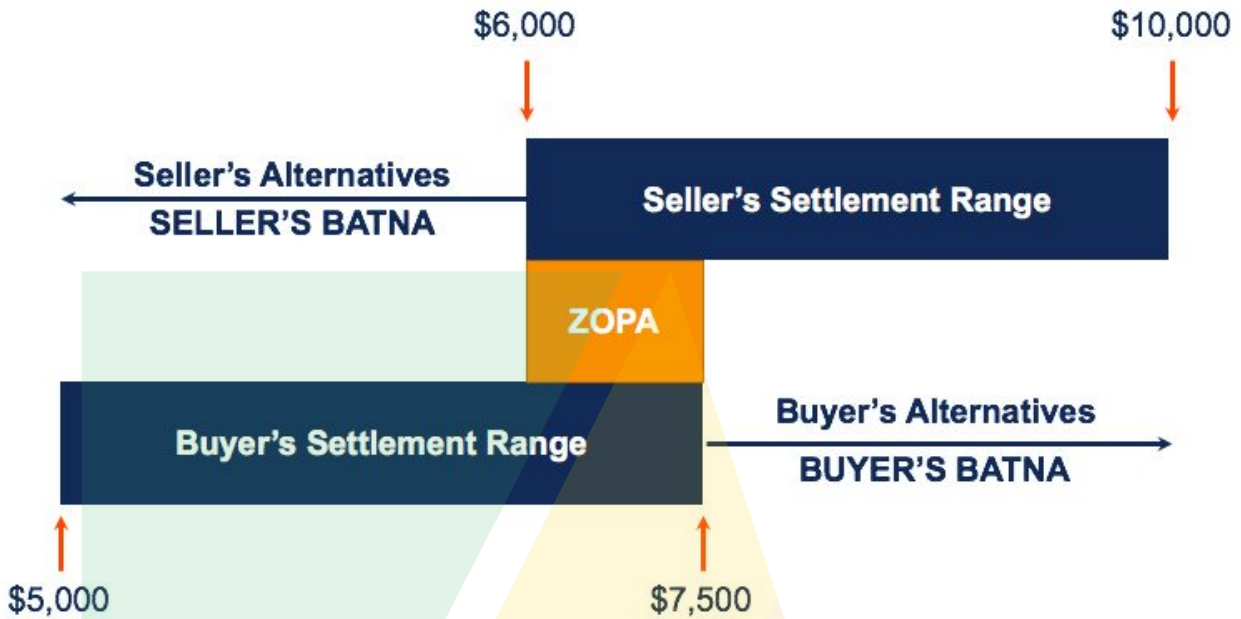 $6,000
$10,000
Seller’s Alternatives
SELLER’S BATNA
Seller’s Settlement Range
ZOPA
Buyer’s Settlement Range
Buyer’s Alternatives
BUYER’S BATNA
$5,000
$7,500